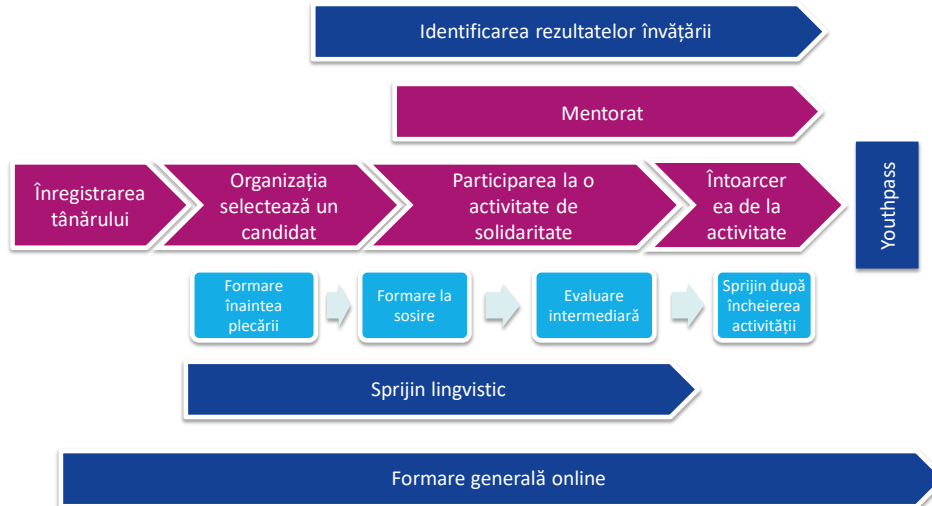 Identificarea rezultatelor învățării
Mentorat
Înregistrarea
tânărului
Organizația
selectează un
candidat
Participarea la o
activitate de
solidaritate
Întoarcer
ea de la
activitate
Youthpass
Formare
înaintea
plecării
Formare la
sosire
Evaluare
intermediară
Sprijin după
încheierea
activității
Sprijin lingvistic
Formare generală online